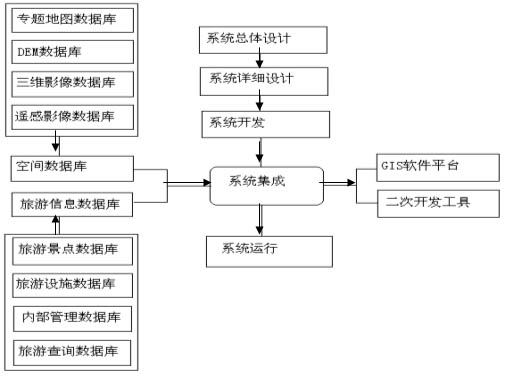 专题地图数据库
DEM数据库
三维影像数据库
遥感影像数据库
空间数据库
旅游信息数据库
旅游景点数据库
旅游设施数据库
内部管理数据库
旅游查询数据库
系统总体设计
系统详细设计
系统开发
系统集成
系统运行
GIS软件平台
二次开发工具